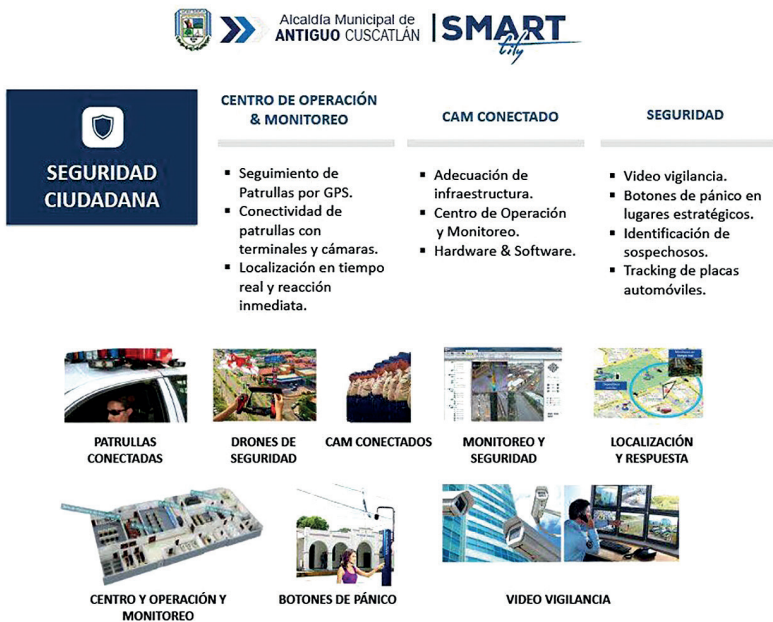 Alcaldía Municipal de
ANTIGUO CUSCATLÁN
SMART
City
SEGURIDAD
CIUDADANA
CENTRO DE OPERACIÓN
& MONITOREO
▪ Seguimiento de
Patrullas por GPS.
▪ Conectividad de
patrullas con
terminales y cámaras.
▪ Localización en tiempo
real y reacción
inmediata.
CAM CONECTADO
▪ Adecuación de
infraestructura.
▪ Centro de Operación
y Monitoreo.
▪ Hardware & Software.
SEGURIDAD
▪ Video vigilancia.
▪ Botones de pánico en
lugares estratégicos.
▪ Identificación de
sospechosos.
▪ Tracking de placas
automóviles.
PATRULLAS
CONECTADAS
DRONES DE
SEGURIDAD
CAM CONECTADOS
MONITOREO Y
SEGURIDAD
LOCALIZACIÓN
Y RESPUESTA
CENTRO Y OPERACIÓN Y
MONITOREO
BOTONES DE PÁNICO
VIDEO VIGILANCIA